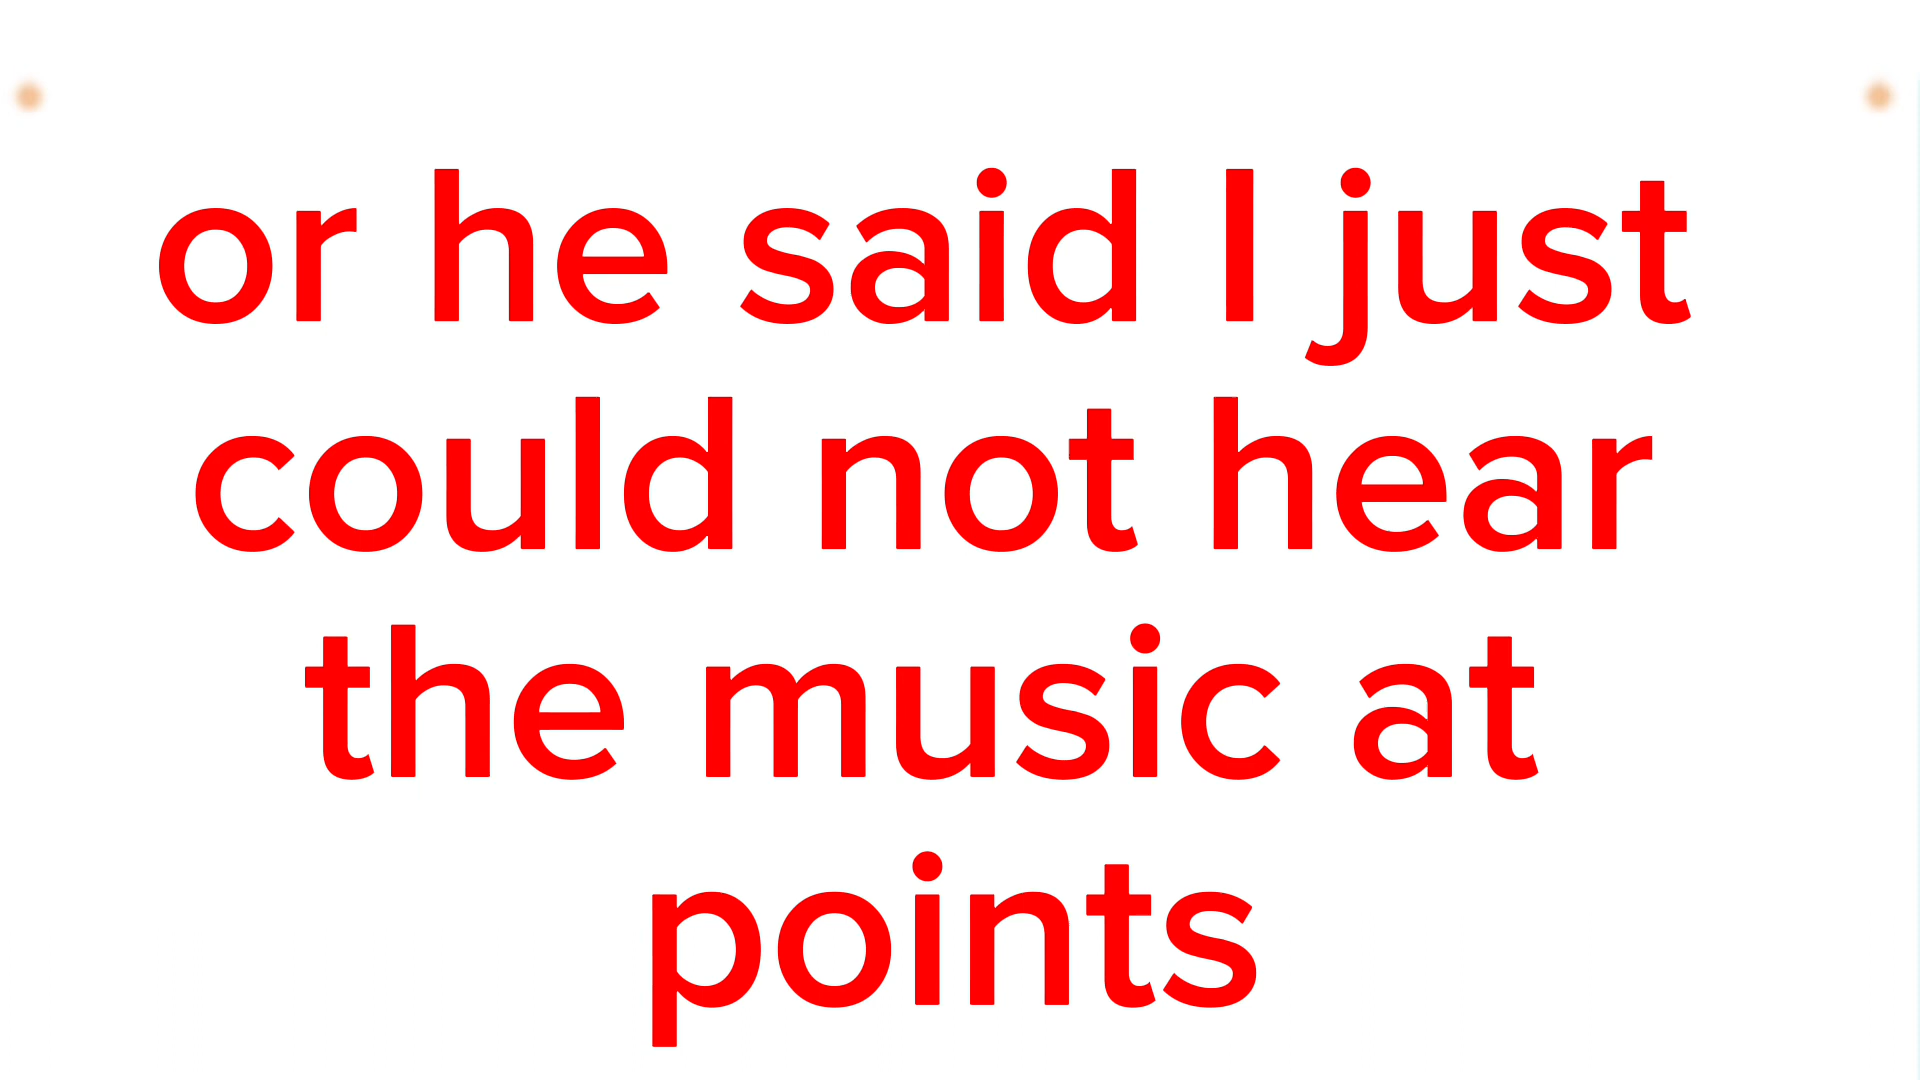 or he said I just
could not hear
the music at
points